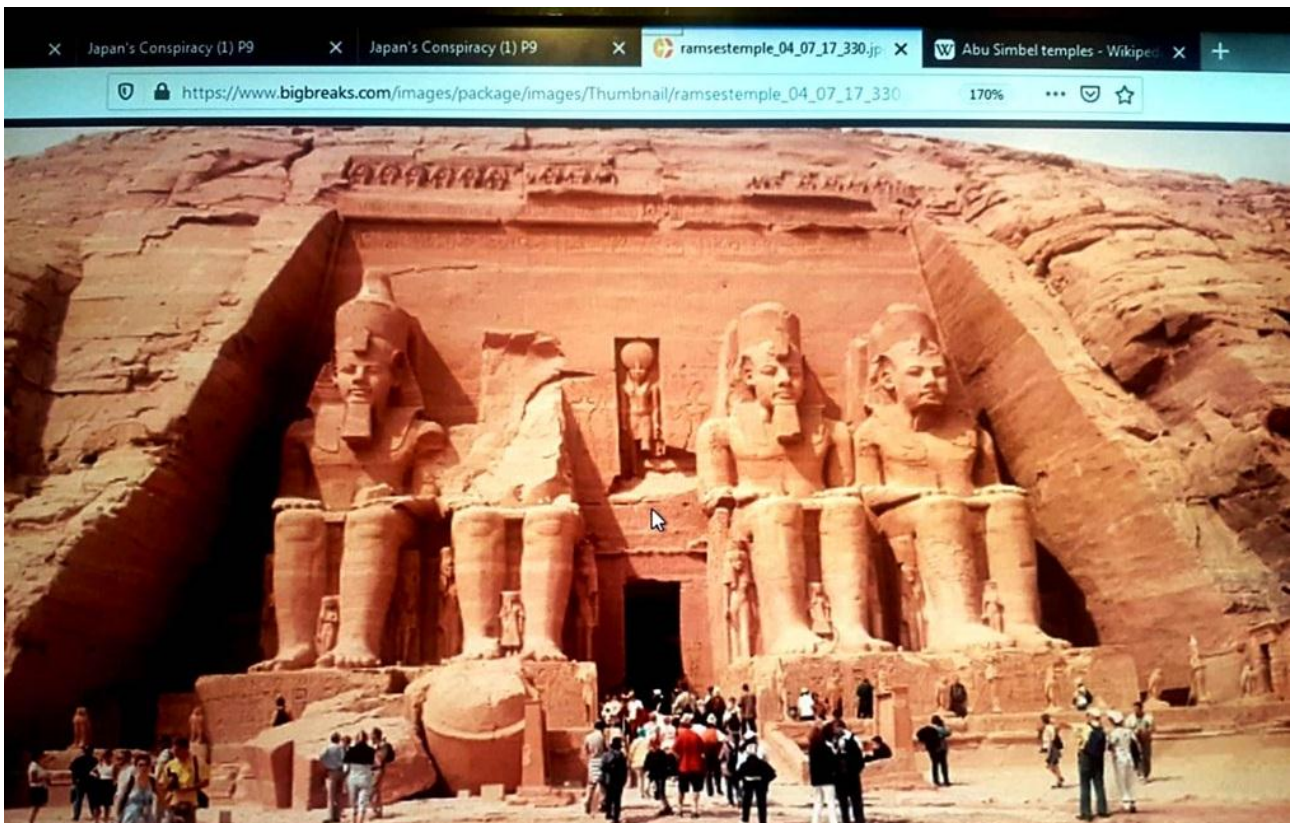 Japan's Conspiracy (1) P9
Japan's Conspiracy (1) P9
ramsestemple_04_07_17_330.jp
Abu Simbel temples - Wikiped
https://www.bigbreaks.com/images/package/images/Thumbnail/ramsestemple_04_07_17_330
170%